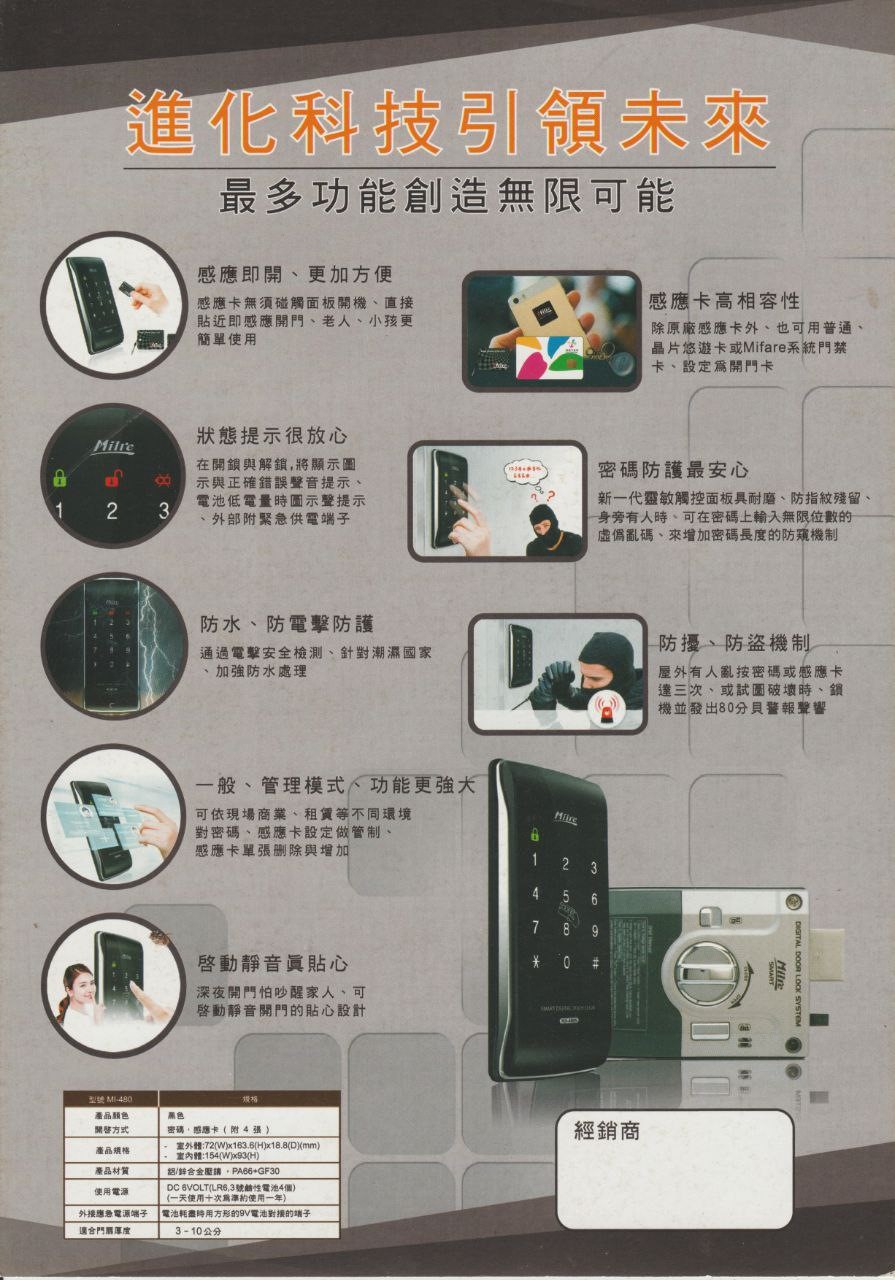 進化科技引領未來
最多功能創造無限可能
感應即開、更加方便
感應卡無須碰觸面板開機、直接
貼近即感應開門、老人、小孩更
簡單使用
感應卡高相容性
除原廠感應卡外、也可用普通、
晶片悠遊卡或Mifare系統門禁
卡、設定為開門卡
Milre
1 2 3
狀態提示很放心
在開鎖與解鎖,將顯示圖
示與正確錯誤聲音提示、
電池低電量時圖示聲提示
、外部附緊急供電端子
密碼防護最安心
新一代靈敏觸控面板具耐磨、防指紋殘留、
身旁有人時、可在密碼上輸入無限位數的
虛偽亂碼、來增加密碼長度的防窺機制
防水、防電擊防護
通過電擊安全檢測、針對潮濕國家
、加強防水處理
防擾、防盜機制
屋外有人亂按密碼或感應卡
達三次、或試圖破壞時、鎖
機並發出80分貝警報聲響
一般、管理模式、功能更強大
可依現場商業、租賃等不同環境
對密碼、感應卡設定做管制、
感應卡單張刪除與增加
啓動靜音真貼心
深夜開門怕吵醒家人、可
啓動靜音開門的貼心設計
Milre
1 2 3
4 5 6
7 8 9
* 0 #
SMART DIGITAL DOOR LOCK
Milre
SMART
DIGITAL DOOR LOCK SYSTEM
型號 MI-480 規格
產品顏色 黑色
開啓方式 密碼．感應卡 ( 附 4 張 )
產品規格 - 室外體:72(W)x163.6(H)x18.8(D)(mm)
- 室內體:154(W)x93(H)
產品材質 鋁/鋅合金壓鑄．PA66+GF30
使用電源 DC 6VOLT(LR6,3號鹼性電池4個)
(一天使用十次為準約使用一年)
外接應急電源端子 電池耗盡時用方形的9V電池對接的端子
適合門扇厚度 3 - 10 公分
經銷商